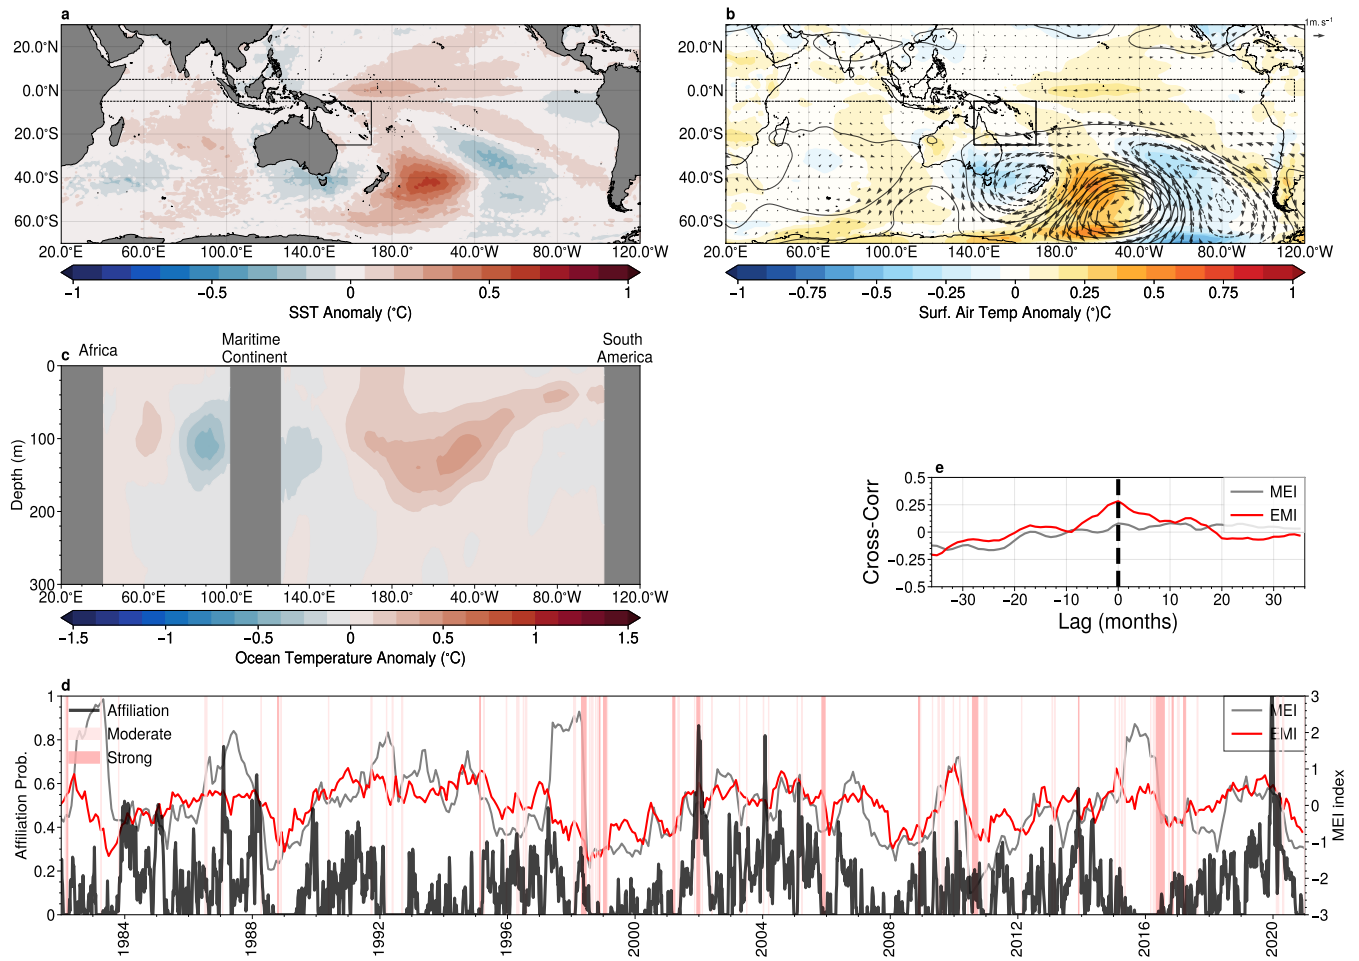 a
20.0°N
0.0°N
20.0°S
40.0°S
60.0°S
20.0°E 60.0°E 100.0°E 140.0°E 180.0° 140.0°W 160.0°W 120.0°W
−1 −0.5 0 0.5 1
SST Anomaly (°C)
b
1m.s⁻¹
20.0°N
0.0°N
20.0°S
40.0°S
60.0°S
20.0°E 60.0°E 100.0°E 140.0°E 180.0° 140.0°W 160.0°W 120.0°W
−1 −0.75 −0.5 −0.25 0 0.25 0.5 0.75 1
Surf. Air Temp Anomaly (°)C
c
Africa
Maritime
Continent
South
America
0
100
200
300
Depth (m)
20.0°E 60.0°E 100.0°E 140.0°E 180.0° 140.0°W 160.0°W 120.0°W
−1.5 −1 −0.5 0 0.5 1 1.5
Ocean Temperature Anomaly (°C)
e
0.5
0.25
0
−0.25
−0.5
Cross-Corr
MEI
EMI
−30 −20 −10 0 10 20 30
Lag (months)
d
1
0.8
0.6
0.4
0.2
0
Affiliation Prob.
Affiliation
Moderate
Strong
MEI
EMI
3
2
1
0
−1
−2
−3
MEI index
1984 1988 1992 1996 2000 2004 2008 2012 2016 2020